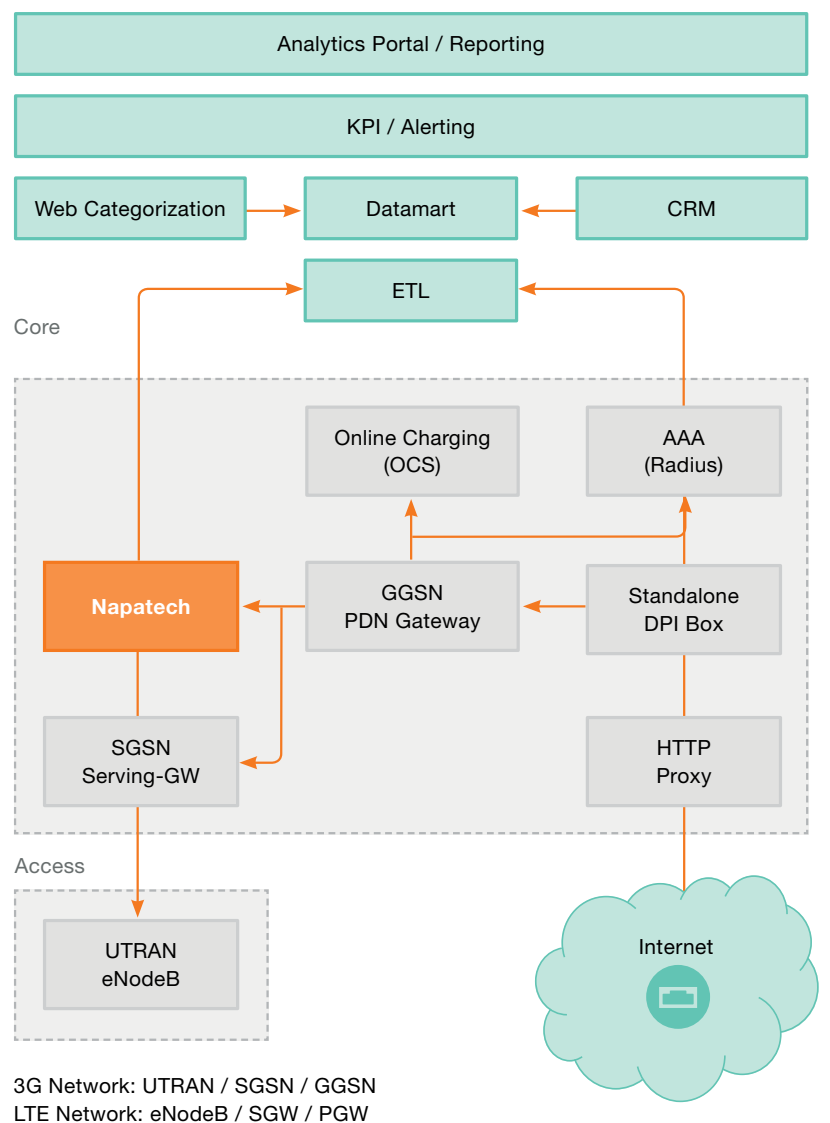 Analytics Portal / Reporting
KPI / Alerting
Web Categorization
Datamart
CRM
ETL
Core
Online Charging
(OCS)
AAA
(Radius)
Napatech
GGSN
PDN Gateway
Standalone
DPI Box
SGSN
Serving-GW
HTTP
Proxy
Access
UTRAN
eNodeB
Internet
3G Network: UTRAN / SGSN / GGSN
LTE Network: eNodeB / SGW / PGW